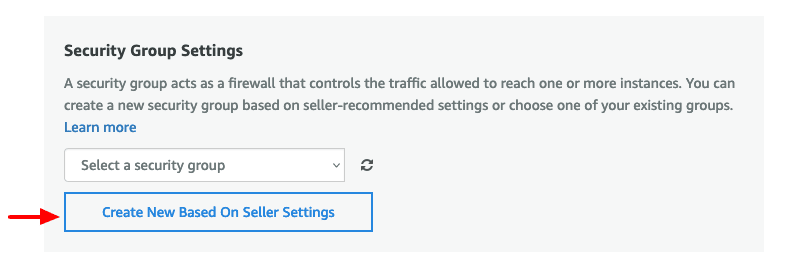 Security Group Settings
A security group acts as a firewall that controls the traffic allowed to reach one or more instances. You can
create a new security group based on seller-recommended settings or choose one of your existing groups.
Learn more
Select a security group
Create New Based On Seller Settings